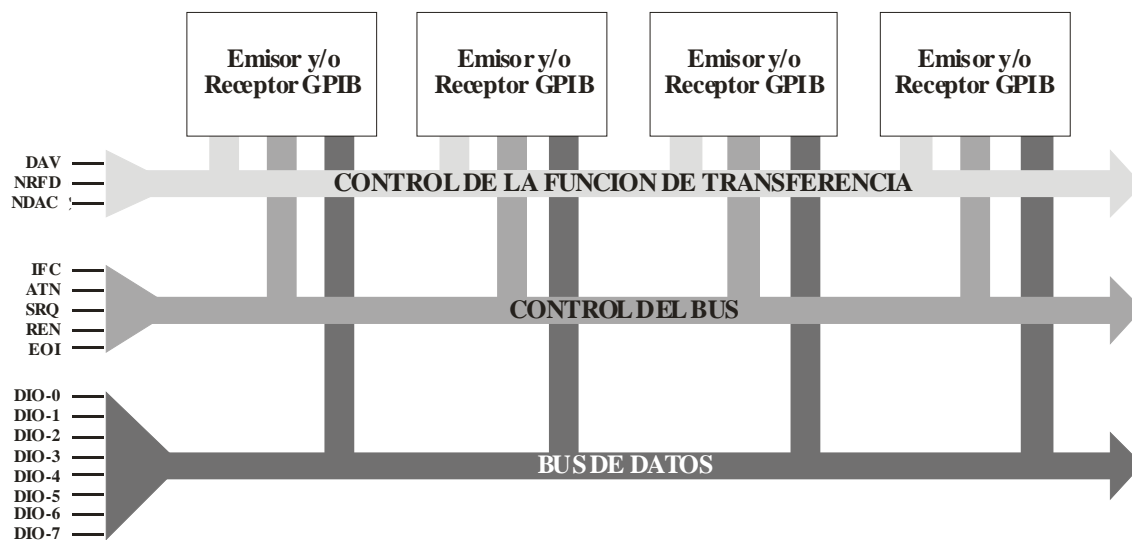 Emisor y/o
Receptor GPIB
Emisor y/o
Receptor GPIB
Emisor y/o
Receptor GPIB
Emisor y/o
Receptor GPIB
DAV
NRFD
NDAC
CONTROL DE LA FUNCION DE TRANSFERENCIA
IFC
ATN
SRQ
REN
EOI
CONTROL DEL BUS
DIO-0
DIO-1
DIO-2
DIO-3
DIO-4
DIO-5
DIO-6
DIO-7
BUS DE DATOS